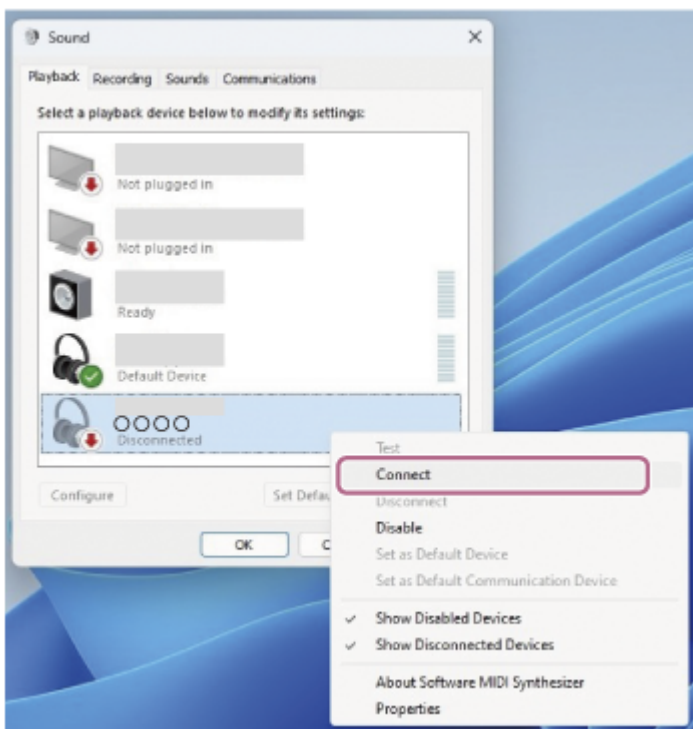 Sound
Playback Recording Sounds Communications
Select a playback device below to modify its settings:
Not plugged in
Not plugged in
Ready
Default Device
○○○○
Disconnected
Configure
Set Defau
OK
C
Test
Connect
Disconnect
Disable
Set as Default Device
Set as Default Communication Device
✓ Show Disabled Devices
✓ Show Disconnected Devices
About Software MIDI Synthesizer
Properties